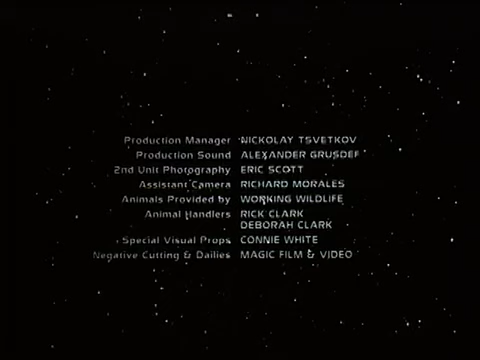 Production Manager NICKOLAY TSVETKOV
Production Sound ALEXANDER GRUSDEF
2nd Unit Photography ERIC SCOTT
Assistant Camera RICHARD MORALES
Animals Provided by WORKING WILDLIFE
Animal Handlers RICK CLARK
DEBORAH CLARK
Special Visual Props CONNIE WHITE
Negative Cutting & Dailies MAGIC FILM & VIDEO